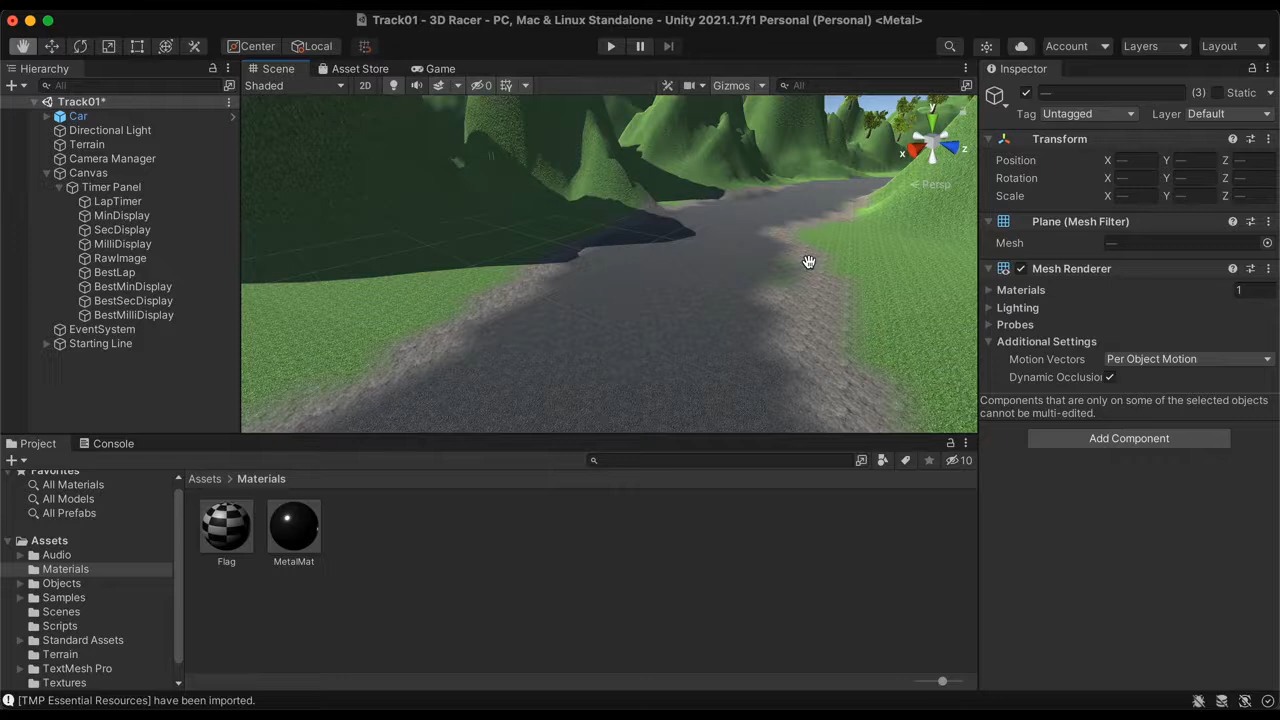 Track01 - 3D Racer - PC, Mac & Linux Standalone - Unity 2021.1.7f1 Personal (Personal) <Metal>
Center Local Account Layers Layout
Hierarchy
All
Track01*
Car
Directional Light
Terrain
Camera Manager
Canvas
Timer Panel
LapTimer
MinDisplay
SecDisplay
MilliDisplay
RawImage
BestLap
BestMinDisplay
BestSecDisplay
BestMilliDisplay
EventSystem
Starting Line
Scene Asset Store Game
Shaded 2D 0 Gizmos All
y
x z
Persp
Inspector
— (3) Static
Tag Untagged Layer Default
Transform
Position X — Y — Z —
Rotation X — Y — Z —
Scale X — Y — Z —
Plane (Mesh Filter)
Mesh —
Mesh Renderer
Materials 1
Lighting
Probes
Additional Settings
Motion Vectors Per Object Motion
Dynamic Occlusion
Components that are only on some of the selected objects
cannot be multi-edited.
Add Component
Project Console
10
Favorites
All Materials
All Models
All Prefabs
Assets
Audio
Materials
Objects
Samples
Scenes
Scripts
Standard Assets
Terrain
TextMesh Pro
Textures
Assets > Materials
Flag MetalMat
[TMP Essential Resources] have been imported.